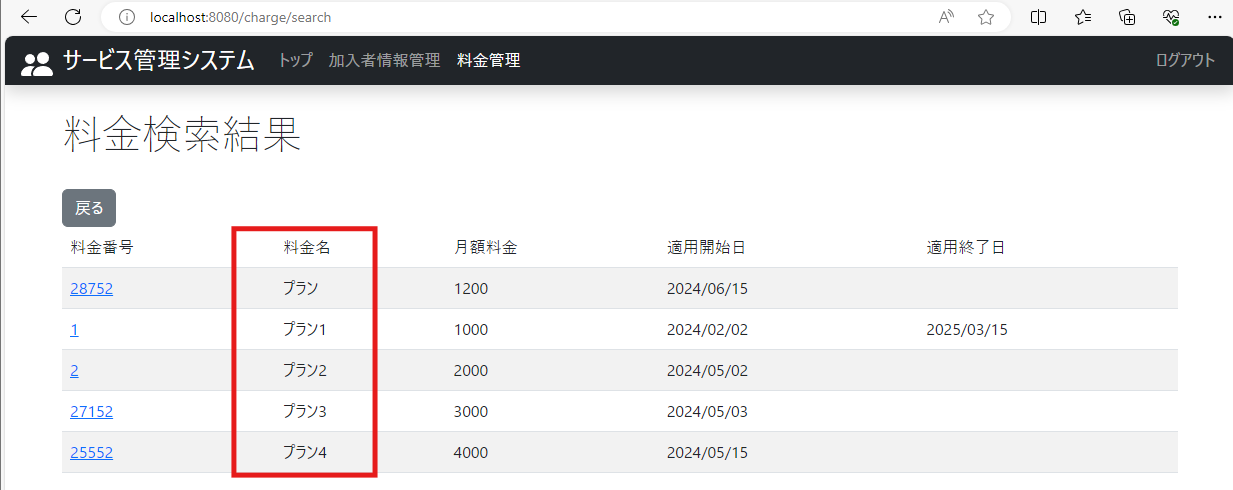 localhost:8080/charge/search
サービス管理システム トップ 加入者情報管理 料金管理 ログアウト
料金検索結果
戻る
料金番号 料金名 月額料金 適用開始日 適用終了日
28752 プラン 1200 2024/06/15
1 プラン1 1000 2024/02/02 2025/03/15
2 プラン2 2000 2024/05/02
27152 プラン3 3000 2024/05/03
25552 プラン4 4000 2024/05/15